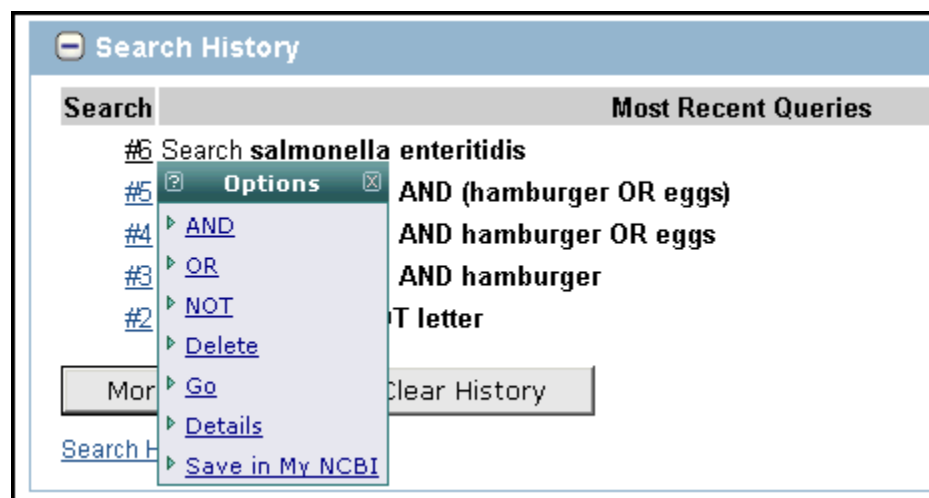 Search History
Search Most Recent Queries
#6 Search salmonella enteritidis
Options
#5 AND (hamburger OR eggs)
AND
#4 AND hamburger OR eggs
OR
#3 AND hamburger
NOT
#2 T letter
Delete
Go
Mor Clear History
Details
Search H
Save in My NCBI